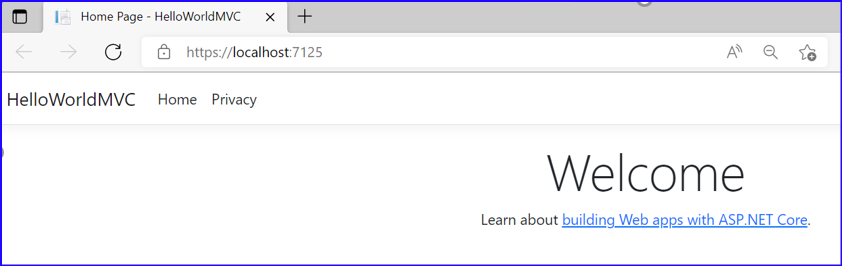 Home Page - HelloWorldMVC
https://localhost:7125
HelloWorldMVC Home Privacy
Welcome
Learn about building Web apps with ASP.NET Core.